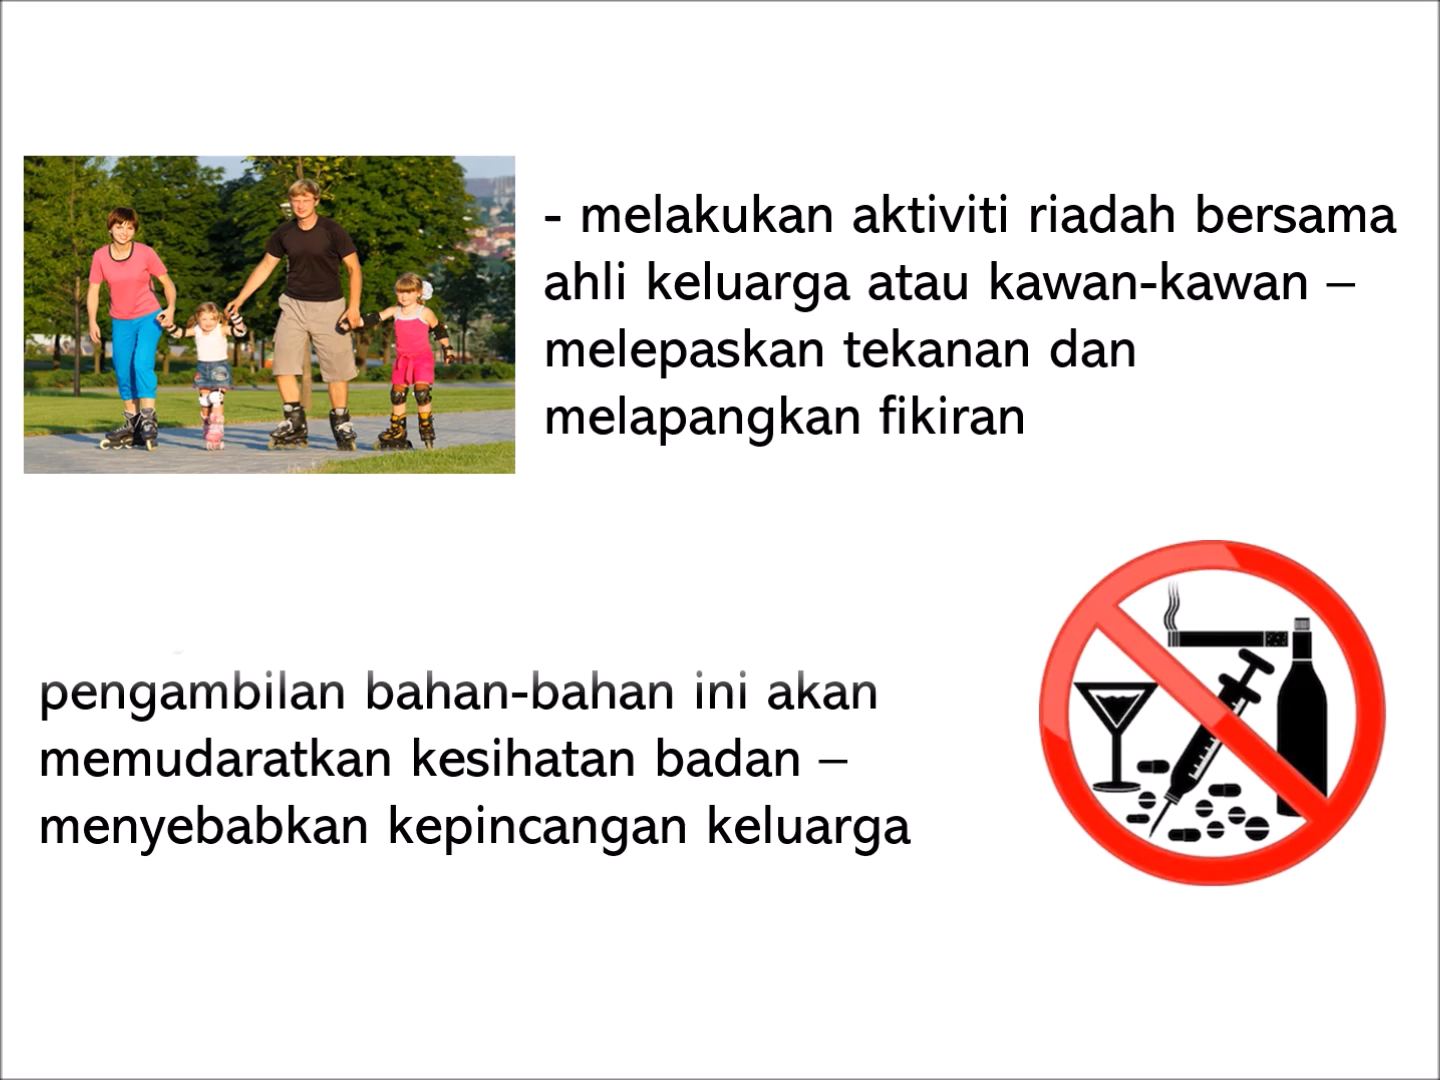 - melakukan aktiviti riadah bersama
ahli keluarga atau kawan-kawan –
melepaskan tekanan dan
melapangkan fikiran
pengambilan bahan-bahan ini akan
memudaratkan kesihatan badan –
menyebabkan kepincangan keluarga